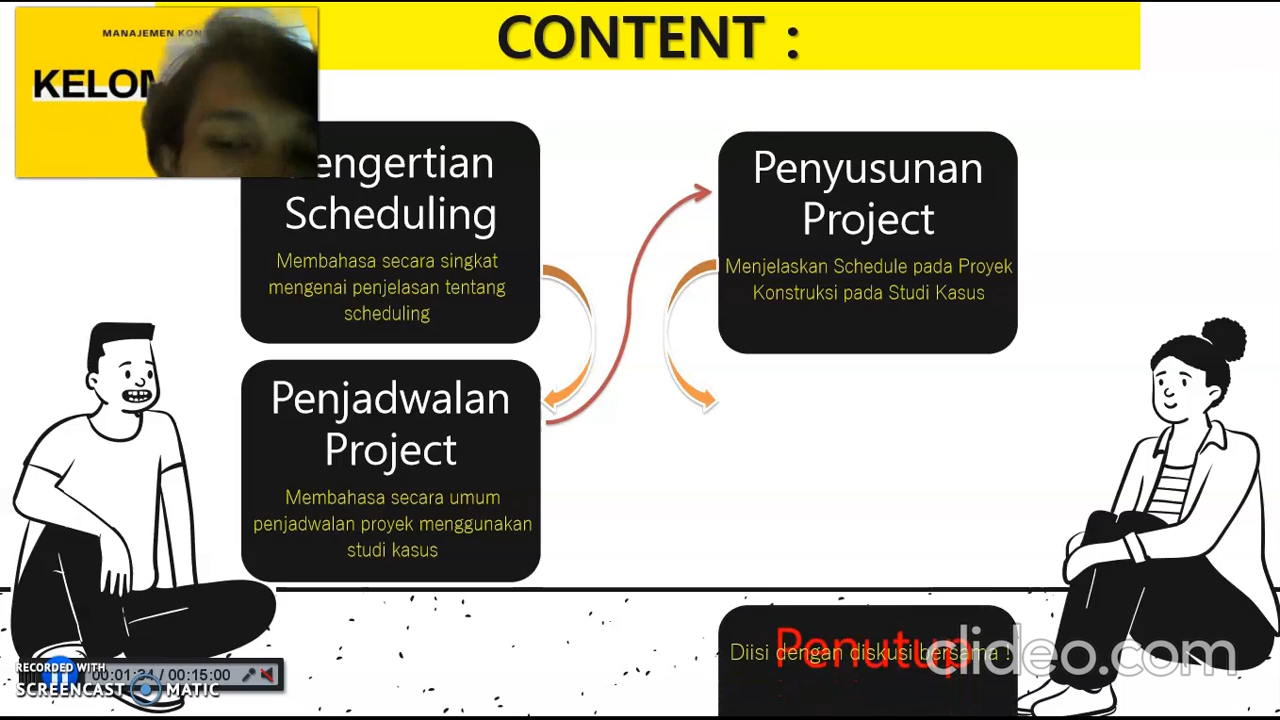 CONTENT :
MANAJEMEN KON
KELOM
engertian
Scheduling
Membahasa secara singkat
mengenai penjelasan tentang
scheduling
Penjadwalan
Project
Membahasa secara umum
penjadwalan proyek menggunakan
studi kasus
Penyusunan
Project
Menjelaskan Schedule pada Proyek
Konstruksi pada Studi Kasus
Penutup
Diisi dengan diskusi bersama !
RECORDED WITH
SCREENCAST MATIC
/ 00:15:00